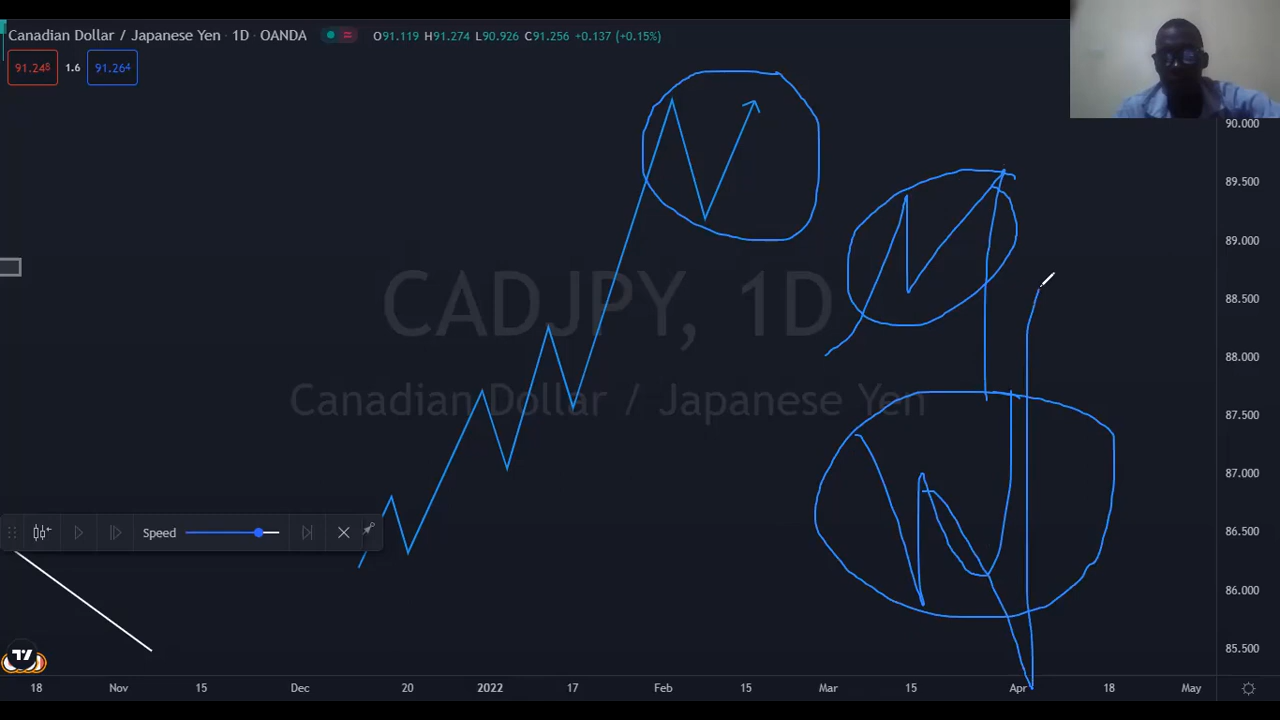 Canadian Dollar / Japanese Yen · 1D · OANDA
O91.119 H91.274 L90.926 C91.256 +0.137 (+0.15%)
91.248 1.6 91.264
90.000
89.500
89.000
88.500
88.000
87.500
87.000
86.500
86.000
85.500
CADJPY, 1D
Canadian Dollar / Japanese Yen
Speed
18 Nov 15 Dec 20 2022 17 Feb 15 Mar 15 Apr 18 May